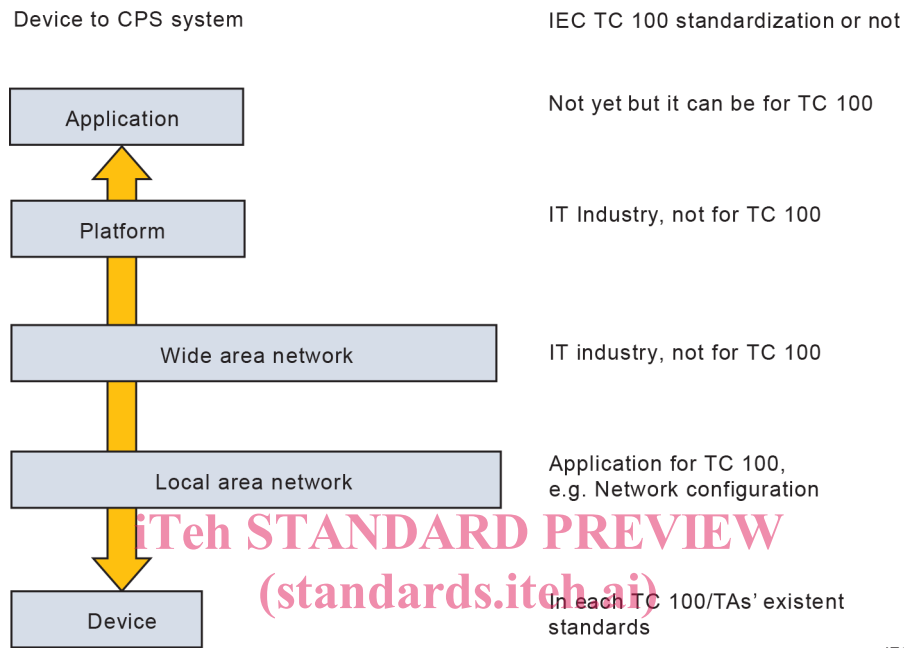 Device to CPS system
IEC TC 100 standardization or not
Application
Not yet but it can be for TC 100
Platform
IT Industry, not for TC 100
Wide area network
IT industry, not for TC 100
Local area network
Application for TC 100,
e.g. Network configuration
iTeh STANDARD PREVIEW
(standards.iteh.ai)
Device
In each TC 100/TAs' existent
standards